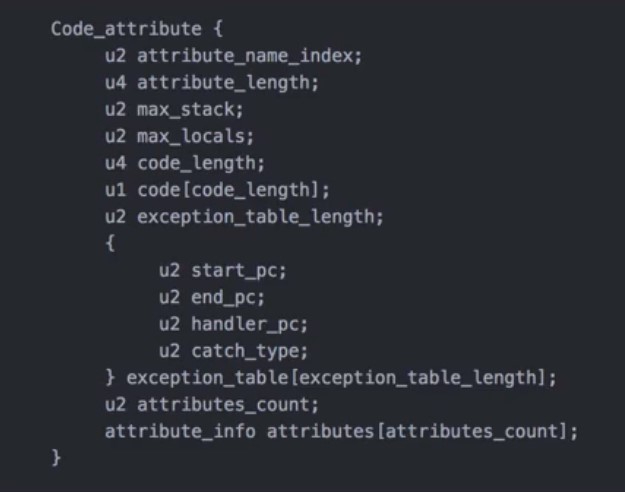 Code_attribute {
u2 attribute_name_index;
u4 attribute_length;
u2 max_stack;
u2 max_locals;
u4 code_length;
u1 code[code_length];
u2 exception_table_length;
{
u2 start_pc;
u2 end_pc;
u2 handler_pc;
u2 catch_type;
} exception_table[exception_table_length];
u2 attributes_count;
attribute_info attributes[attributes_count];
}